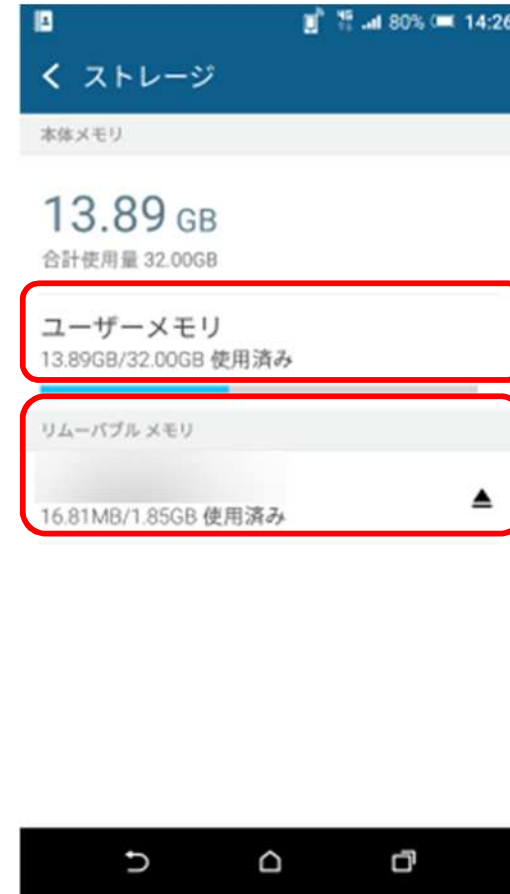 80% 14:26
ストレージ
本体メモリ
13.89 GB
合計使用量 32.00GB
ユーザーメモリ
13.89GB/32.00GB 使用済み
リムーバブル メモリ
16.81MB/1.85GB 使用済み